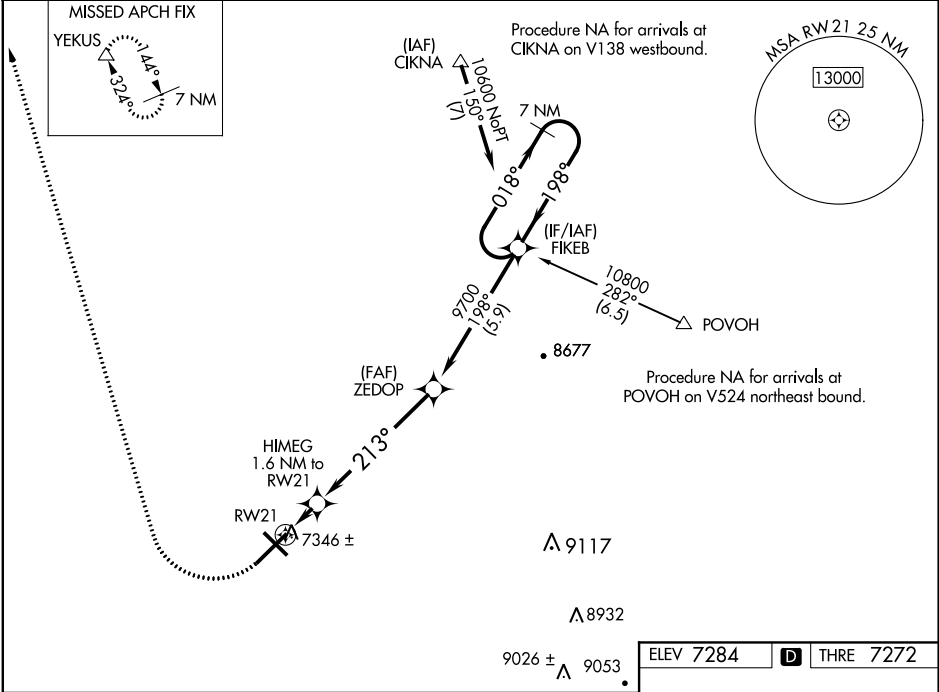 MISSED APCH FIX
YEKUS
144°
324°
7 NM
(IAF)
CIKNA
10600 NoPT
150°
(7)
Procedure NA for arrivals at
CIKNA on V138 westbound.
MSA RW 21 25 NM
13000
7 NM
018°
198°
(IF/IAF)
FIKEB
10800
282°
(6.5)
POVOH
9700
198°
(5.9)
8677
Procedure NA for arrivals at
POVOH on V524 northeast bound.
(FAF)
ZEDOP
213°
HIMEG
1.6 NM to
RW21
RW21
7346 ±
9117
8932
9026 ±
9053
ELEV 7284 D THRE 7272